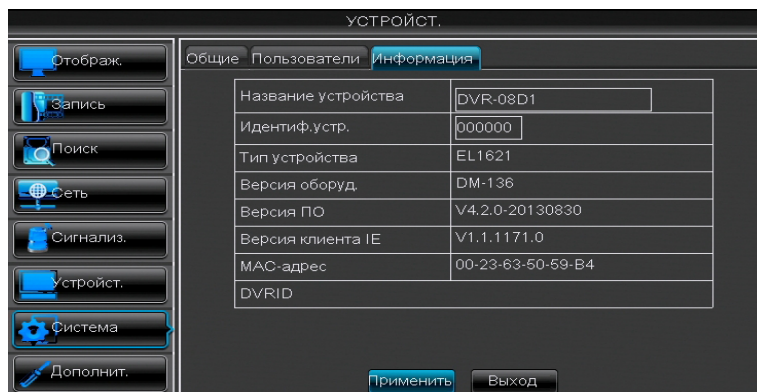 УСТРОЙСТ.
Отображ.
Запись
Поиск
Сеть
Сигнализ.
Устройст.
Система
Дополнит.
Общие Пользователи Информация
Название устройства DVR-08D1
Идентиф.устр. 000000
Тип устройства EL1621
Версия оборуд. DM-136
Версия ПО V4.2.0-20130830
Версия клиента IE V1.1.1171.0
MAC-адрес 00-23-63-50-59-B4
DVRID
Применить Выход